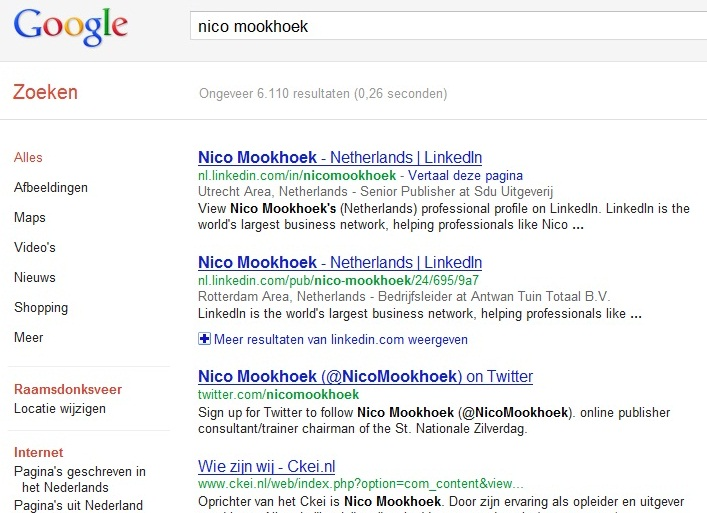 Google
nico mookhoek
Zoeken
Ongeveer 6.110 resultaten (0,26 seconden)
Alles
Afbeeldingen
Maps
Video's
Nieuws
Shopping
Meer
Raamsdonksveer
Locatie wijzigen
Internet
Pagina's geschreven in
het Nederlands
Pagina's uit Nederland
Nico Mookhoek - Netherlands | LinkedIn
nl.linkedin.com/in/nicomookhoek - Vertaal deze pagina
Utrecht Area, Netherlands - Senior Publisher at Sdu Uitgeverij
View Nico Mookhoek's (Netherlands) professional profile on LinkedIn. LinkedIn is the
world's largest business network, helping professionals like Nico ...
Nico Mookhoek - Netherlands | LinkedIn
nl.linkedin.com/pub/nico-mookhoek/24/695/9a7
Rotterdam Area, Netherlands - Bedrijfsleider at Antwan Tuin Totaal B.V.
LinkedIn is the world's largest business network, helping professionals like ...
Meer resultaten van linkedin.com weergeven
Nico Mookhoek (@NicoMookhoek) on Twitter
twitter.com/nicomookhoek
Sign up for Twitter to follow Nico Mookhoek (@NicoMookhoek). online publisher
consultant/trainer chairman of the St. Nationale Zilverdag.
Wie zijn wij - Ckei.nl
www.ckei.nl/web/index.php?option=com_content&view...
Oprichter van het Ckei is Nico Mookhoek. Door zijn ervaring als opleider en uitgever